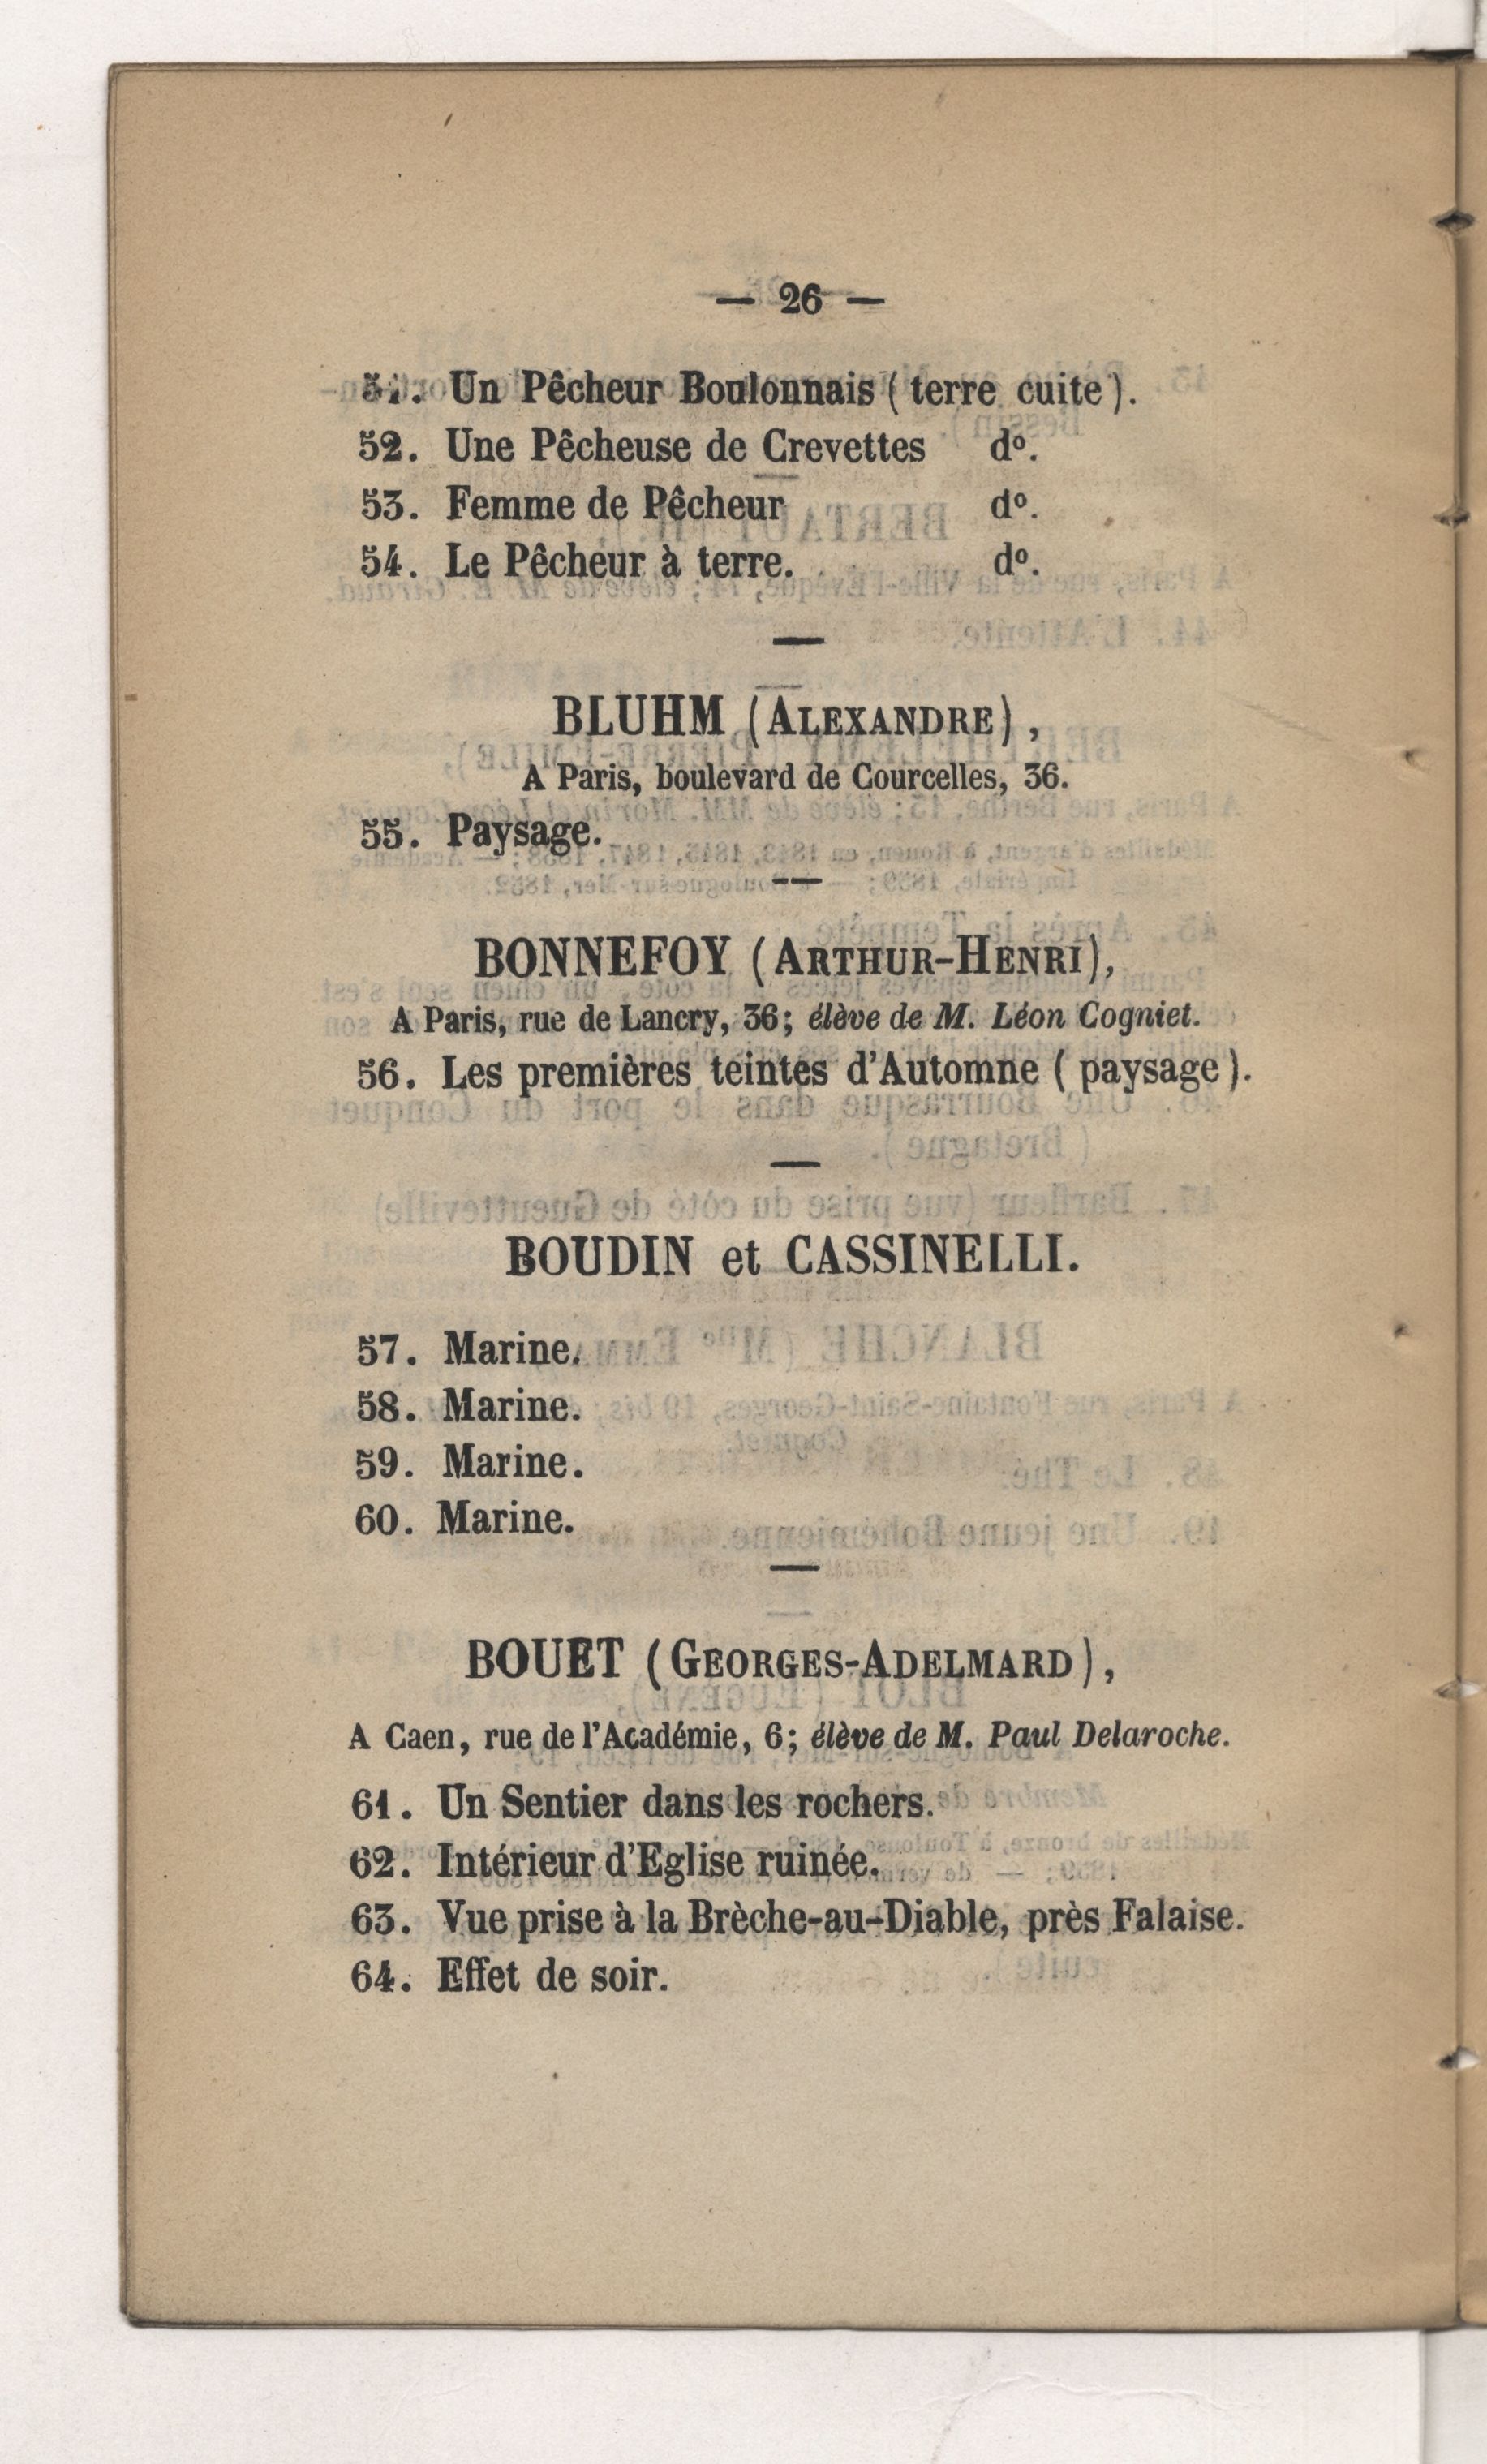 — 26 —
51. Un Pêcheur Boulonnais ( terre cuite ).
52. Une Pêcheuse de Crevettes dº.
53. Femme de Pêcheur dº.
54. Le Pêcheur à terre. dº.
BLUHM (ALEXANDRE),
A Paris, boulevard de Courcelles, 36.
55. Paysage.
BONNEFOY (ARTHUR-HENRI),
A Paris, rue de Lancry, 36; élève de M. Léon Cogniet.
56. Les premières teintes d'Automne ( paysage ).
BOUDIN et CASSINELLI.
57. Marine.
58. Marine.
59. Marine.
60. Marine.
BOUET (GEORGES-ADELMARD),
A Caen, rue de l'Académie, 6; élève de M. Paul Delaroche.
61. Un Sentier dans les rochers.
62. Intérieur d'Eglise ruinée.
63. Vue prise à la Brèche-au-Diable, près Falaise.
64. Effet de soir.